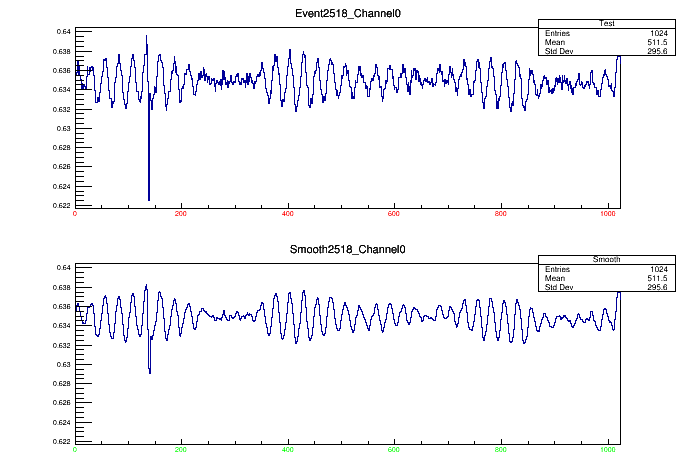 Event2518_Channel0
Test
Entries 1024
Mean 511.5
Std Dev 295.6
0.64
0.638
0.636
0.634
0.632
0.63
0.628
0.626
0.624
0.622
0 200 400 600 800 1000
Smooth2518_Channel0
Smooth
Entries 1024
Mean 511.5
Std Dev 295.6
0.64
0.638
0.636
0.634
0.632
0.63
0.628
0.626
0.624
0.622
0 200 400 600 800 1000